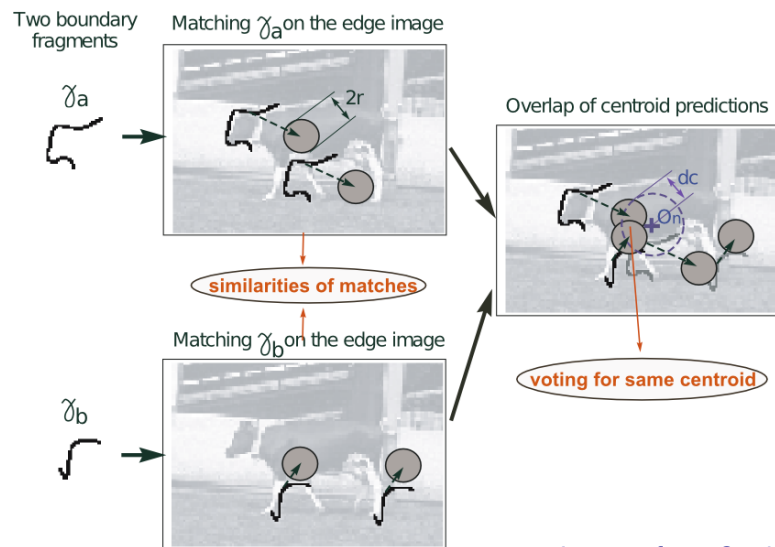 Two boundary
fragments
Matching γa on the edge image
γa
2r
Overlap of centroid predictions
dc
On
similarities of matches
Matching γb on the edge image
voting for same centroid
γb